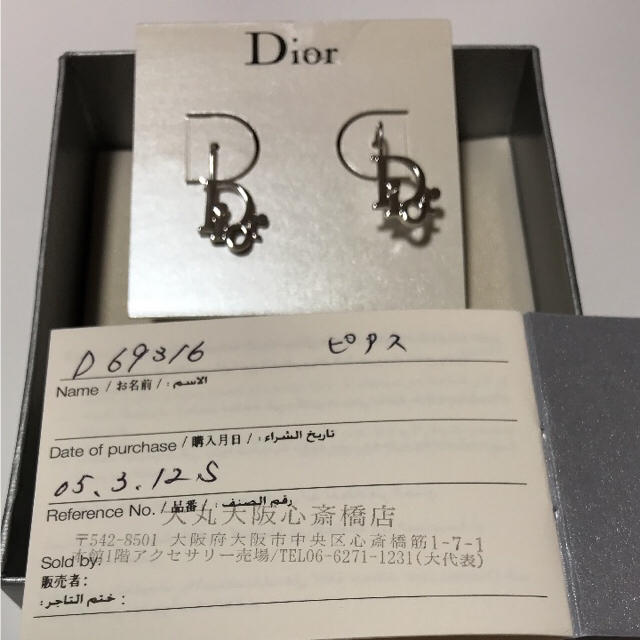 Dior
Dior Dior
D69316 ピアス
Name / お名前 / الاسم :
Date of purchase / 購入月日 / تاريخ الشراء :
05.3.12.S
Reference No. / 品番 / رقم الصنف :
大丸大阪心斎橋店
〒542-8501 大阪府大阪市中央区心斎橋筋1-7-1
Sold by:
本館1階アクセサリー売場/TEL06-6271-1231(大代表)
販売者:
ختم التاجر :